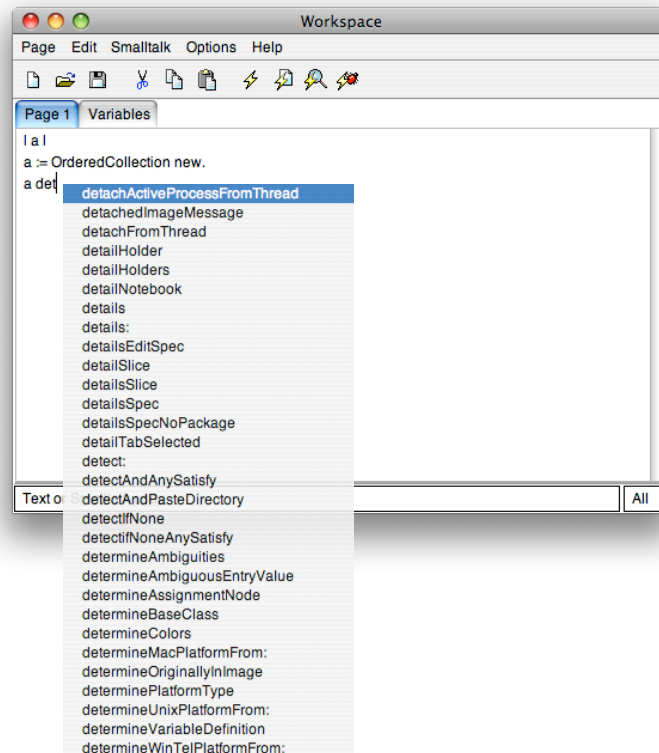 Workspace
Page Edit Smalltalk Options Help
Page 1 Variables
| a |
a := OrderedCollection new.
a det
detachActiveProcessFromThread
detachedImageMessage
detachFromThread
detailHolder
detailHolders
detailNotebook
details
details:
detailsEditSpec
detailSlice
detailsSlice
detailsSpec
detailsSpecNoPackage
detailTabSelected
detect:
detectAndAnySatisfy
Text or detectAndPasteDirectory All
detectIfNone
detectifNoneAnySatisfy
determineAmbiguities
determineAmbiguousEntryValue
determineAssignmentNode
determineBaseClass
determineColors
determineMacPlatformFrom:
determineOriginallyInImage
determinePlatformType
determineUnixPlatformFrom:
determineVariableDefinition
determineWinTelPlatformFrom: